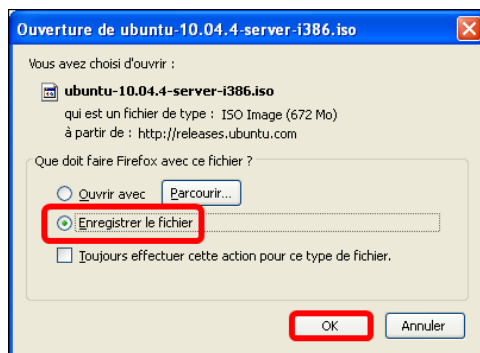 Ouverture de ubuntu-10.04.4-server-i386.iso
Vous avez choisi d'ouvrir :
ubuntu-10.04.4-server-i386.iso
qui est un fichier de type : ISO Image (672 Mo)
à partir de : http://releases.ubuntu.com
Que doit faire Firefox avec ce fichier ?
Ouvrir avec Parcourir...
Enregistrer le fichier
Toujours effectuer cette action pour ce type de fichier.
OK Annuler